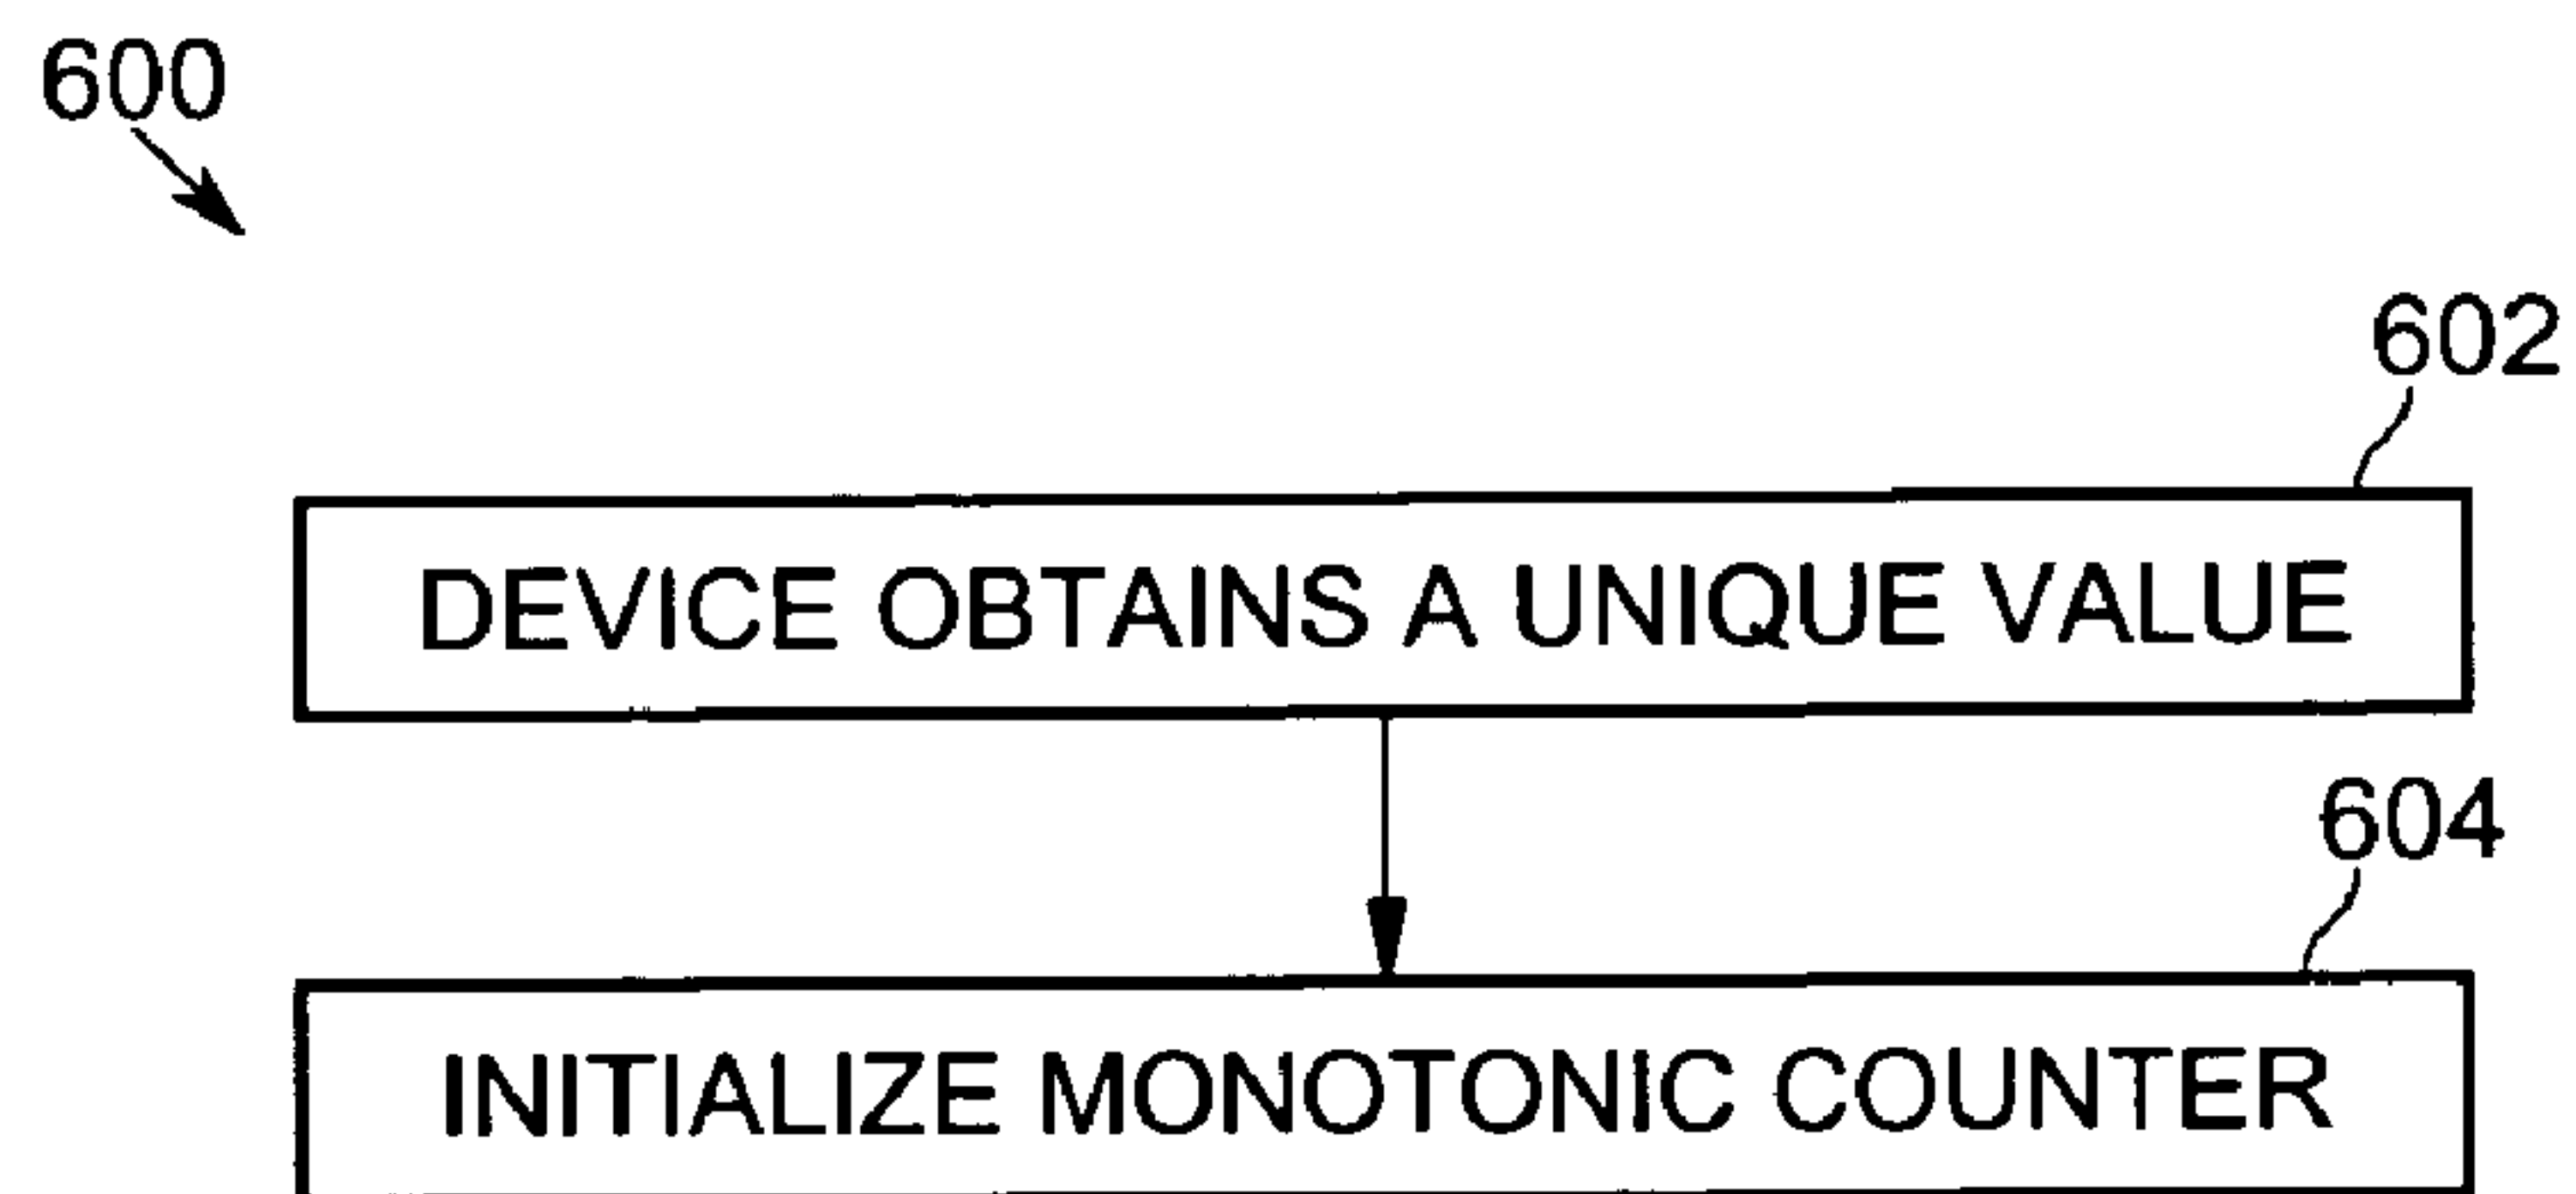 600
602
DEVICE OBTAINS A UNIQUE VALUE
604
INITIALIZE MONOTONIC COUNTER